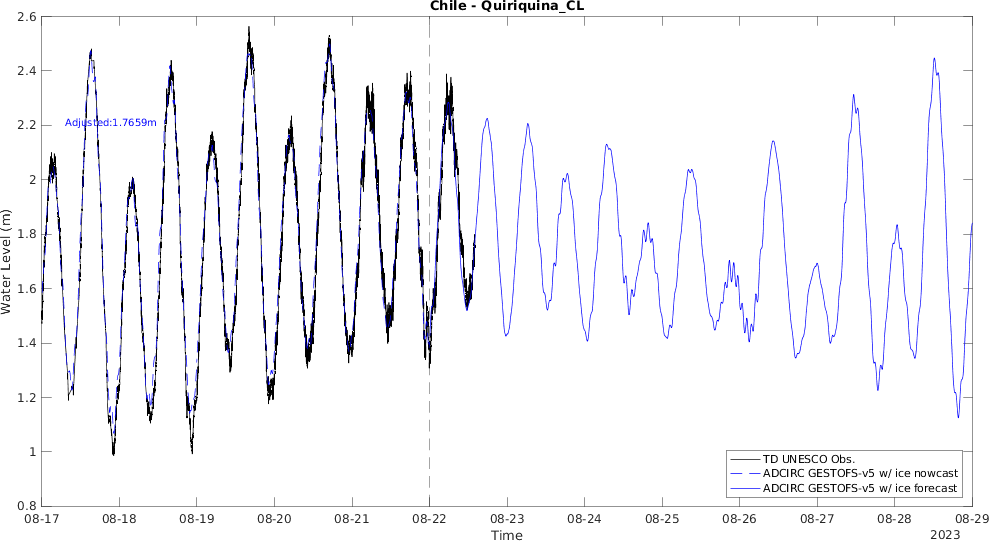 Chile - Quiriquina_CL
2.6
2.4
2.2
2
1.8
1.6
1.4
1.2
1
0.8
Water Level (m)
Adjusted:1.7659m
TD UNESCO Obs.
ADCIRC GESTOFS-v5 w/ ice nowcast
ADCIRC GESTOFS-v5 w/ ice forecast
08-17 08-18 08-19 08-20 08-21 08-22 08-23 08-24 08-25 08-26 08-27 08-28 08-29
Time
2023